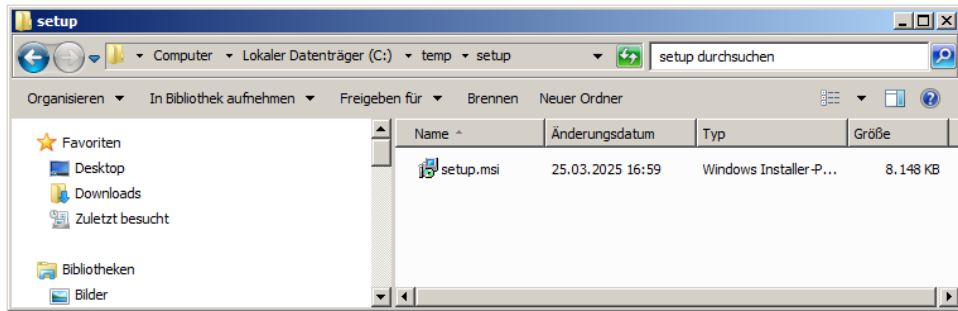 setup
Computer Lokaler Datenträger (C:) temp setup setup durchsuchen
Organisieren In Bibliothek aufnehmen Freigeben für Brennen Neuer Ordner
Favoriten
Desktop
Downloads
Zuletzt besucht
Bibliotheken
Bilder
Name Änderungsdatum Typ Größe
setup.msi 25.03.2025 16:59 Windows Installer-P... 8.148 KB